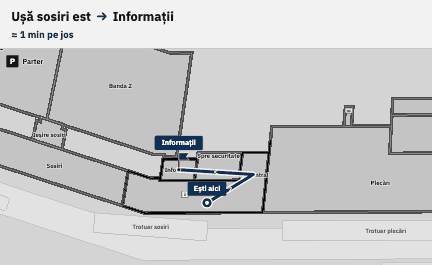 Ușă sosiri est → Informații
≈ 1 min pe jos
P Parter
Banda 2
Ieșire sosiri
Informații
Spre securitate
Sosiri
Info
strai
Ești aici
Plecări
Trotuar sosiri
Trotuar plecări